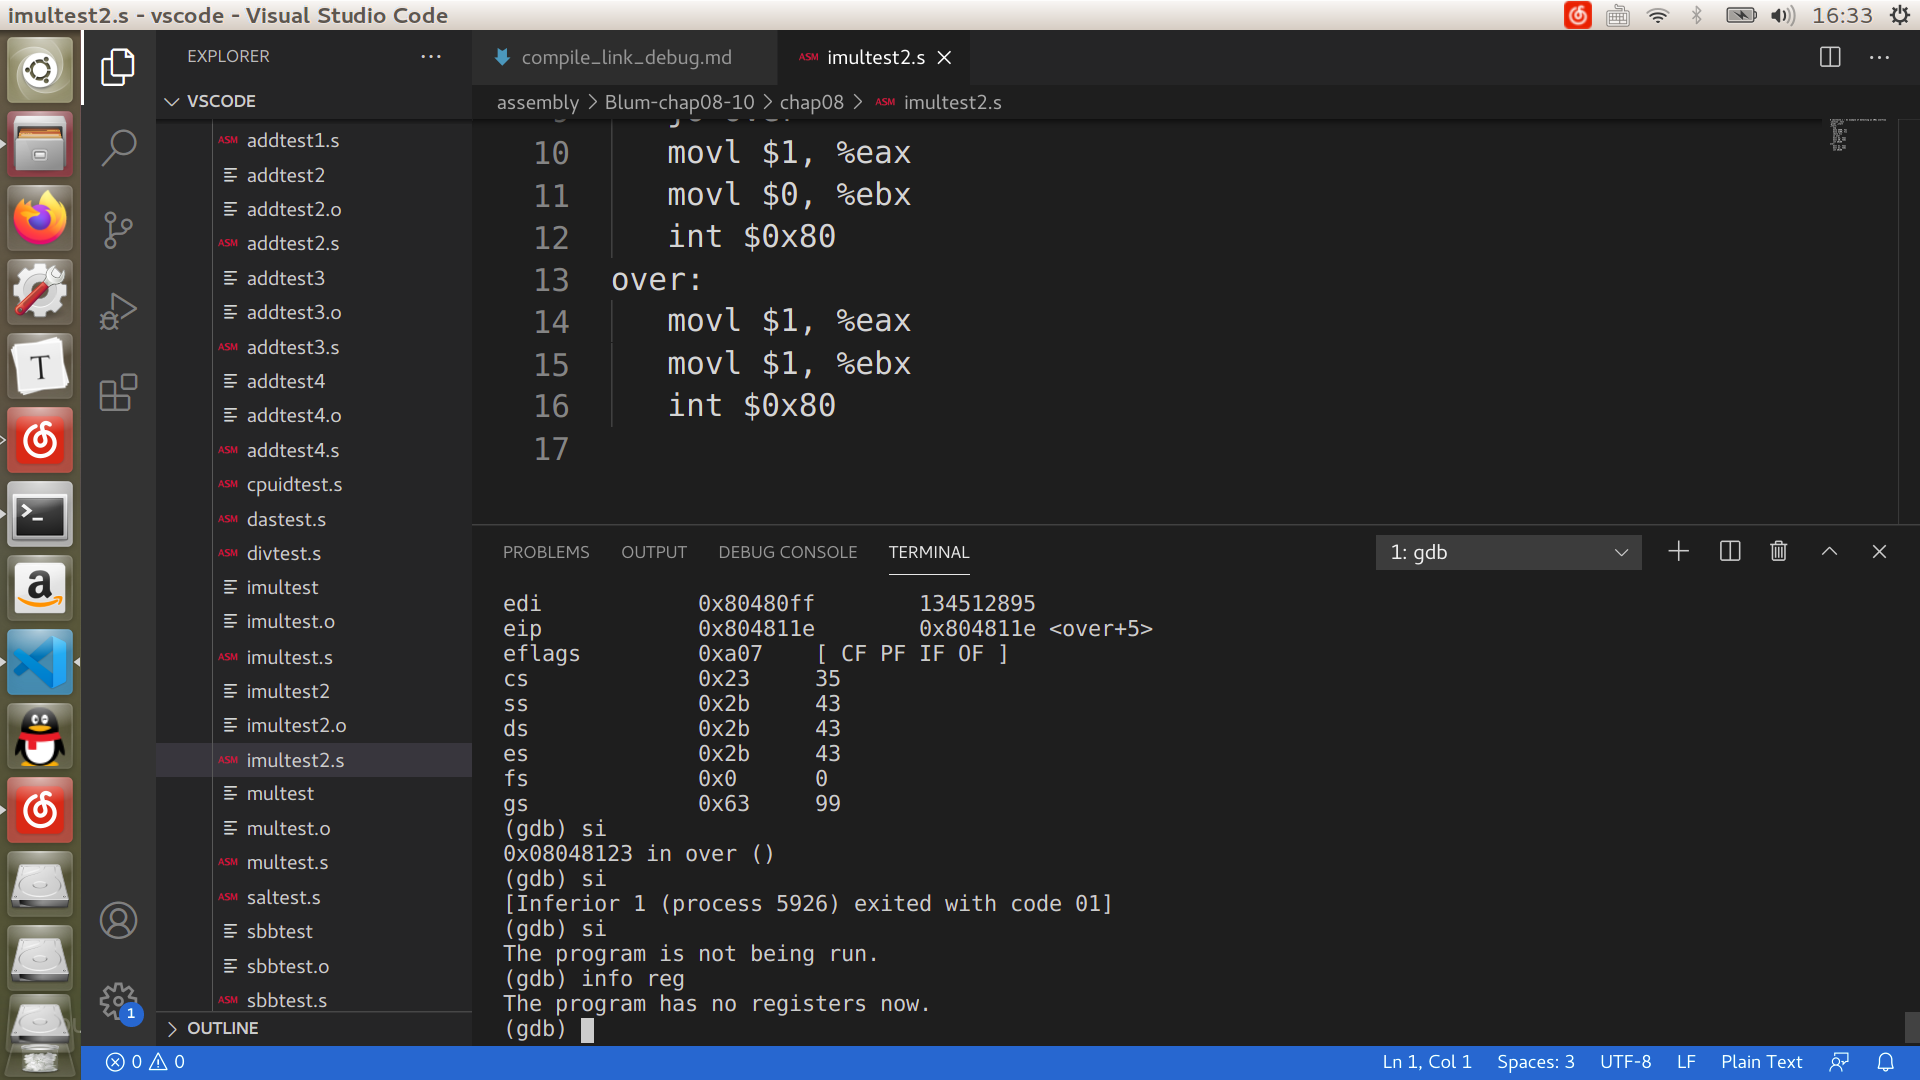 imultest2.s - vscode - Visual Studio Code
16:33
EXPLORER
VSCODE
ASM addtest1.s
addtest2
addtest2.o
ASM addtest2.s
addtest3
addtest3.o
ASM addtest3.s
addtest4
addtest4.o
ASM addtest4.s
ASM cpuidtest.s
ASM dastest.s
ASM divtest.s
imultest
imultest.o
ASM imultest.s
imultest2
imultest2.o
ASM imultest2.s
multest
multest.o
ASM multest.s
ASM saltest.s
sbbtest
sbbtest.o
ASM sbbtest.s
OUTLINE
compile_link_debug.md
ASM imultest2.s
assembly > Blum-chap08-10 > chap08 > ASM imultest2.s
10 movl $1, %eax
11 movl $0, %ebx
12 int $0x80
13 over:
14 movl $1, %eax
15 movl $1, %ebx
16 int $0x80
17
PROBLEMS OUTPUT DEBUG CONSOLE TERMINAL
1: gdb
edi 0x80480ff 134512895
eip 0x804811e 0x804811e <over+5>
eflags 0xa07 [ CF PF IF OF ]
cs 0x23 35
ss 0x2b 43
ds 0x2b 43
es 0x2b 43
fs 0x0 0
gs 0x63 99
(gdb) si
0x08048123 in over ()
(gdb) si
[Inferior 1 (process 5926) exited with code 01]
(gdb) si
The program is not being run.
(gdb) info reg
The program has no registers now.
(gdb)
T
a
1
0 0
Ln 1, Col 1 Spaces: 3 UTF-8 LF Plain Text